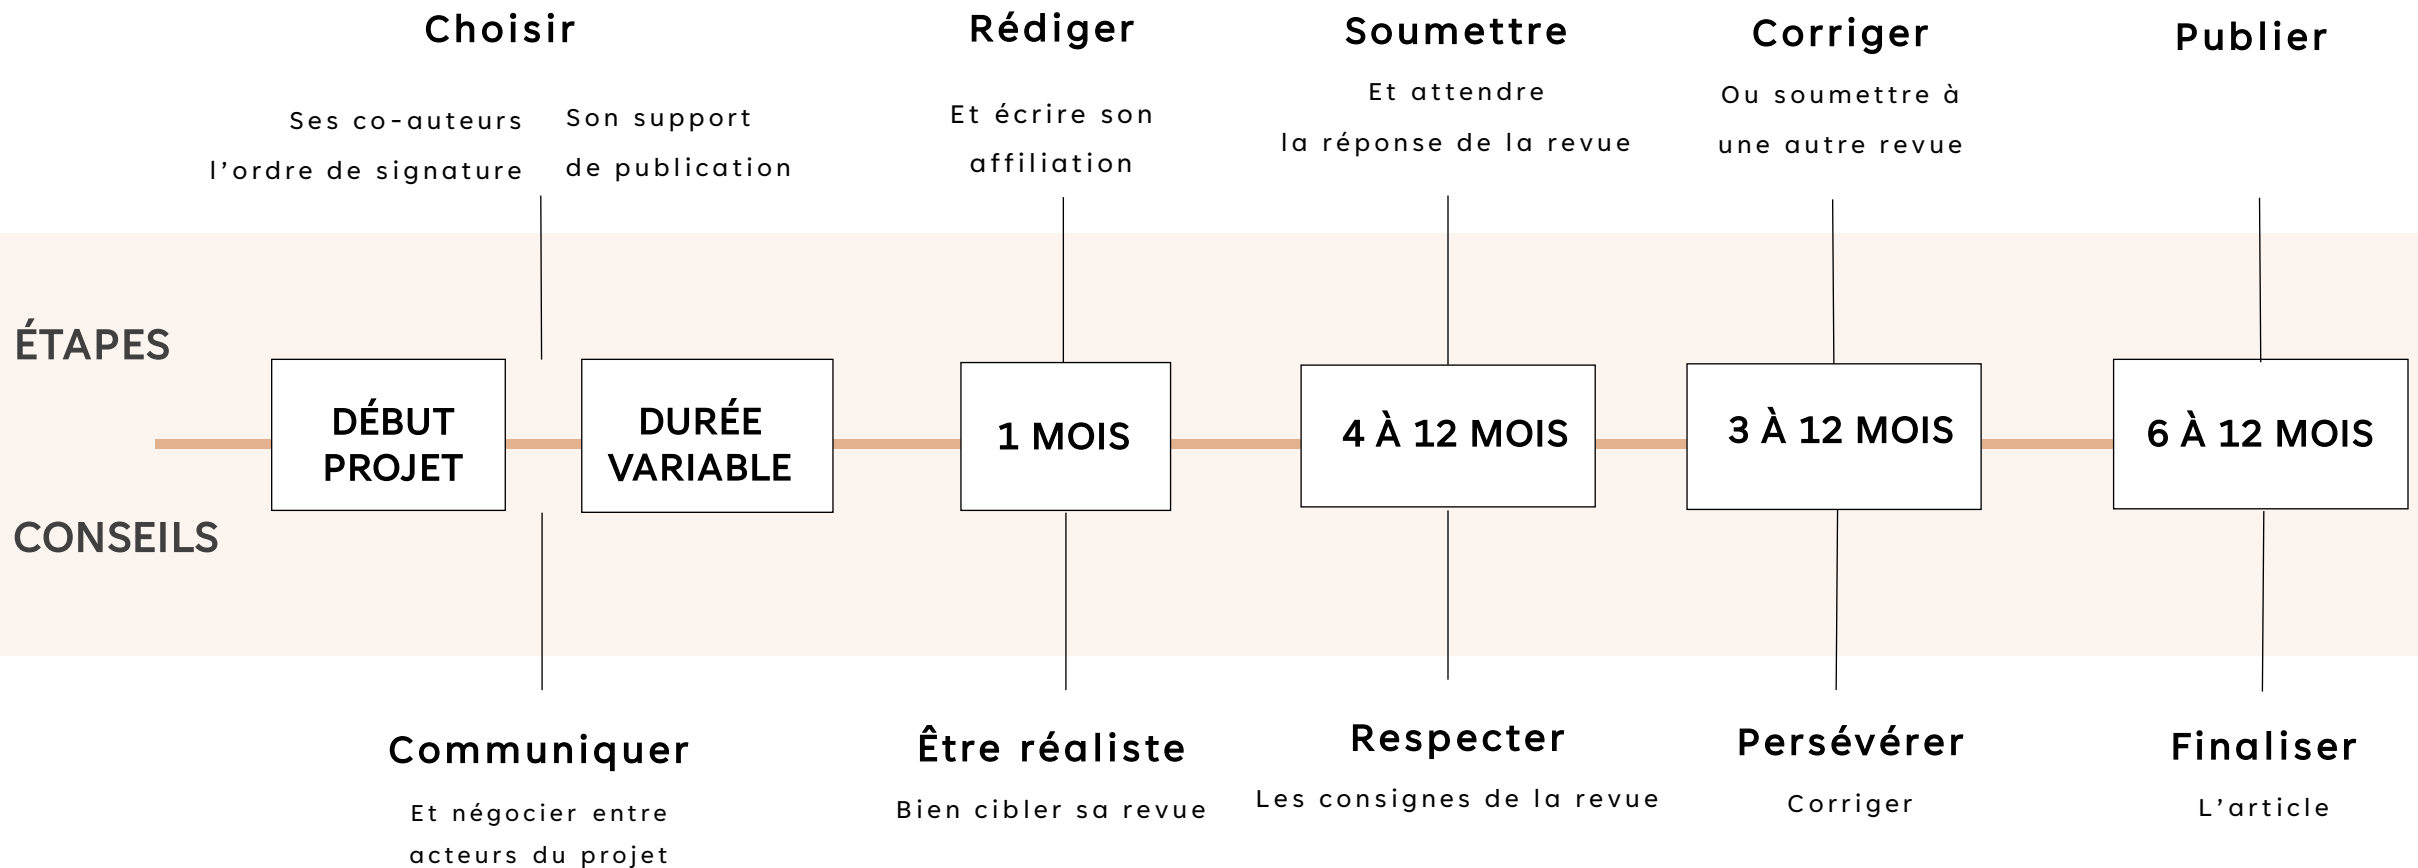 Choisir
Ses co-auteurs
l’ordre de signature
Son support
de publication
Rédiger
Et écrire son
affiliation
Soumettre
Et attendre
la réponse de la revue
Corriger
Ou soumettre à
une autre revue
Publier
ÉTAPES
DÉBUT
PROJET
DURÉE
VARIABLE
1 MOIS
4 À 12 MOIS
3 À 12 MOIS
6 À 12 MOIS
CONSEILS
Communiquer
Et négocier entre
acteurs du projet
Être réaliste
Bien cibler sa revue
Respecter
Les consignes de la revue
Persévérer
Corriger
Finaliser
L’article